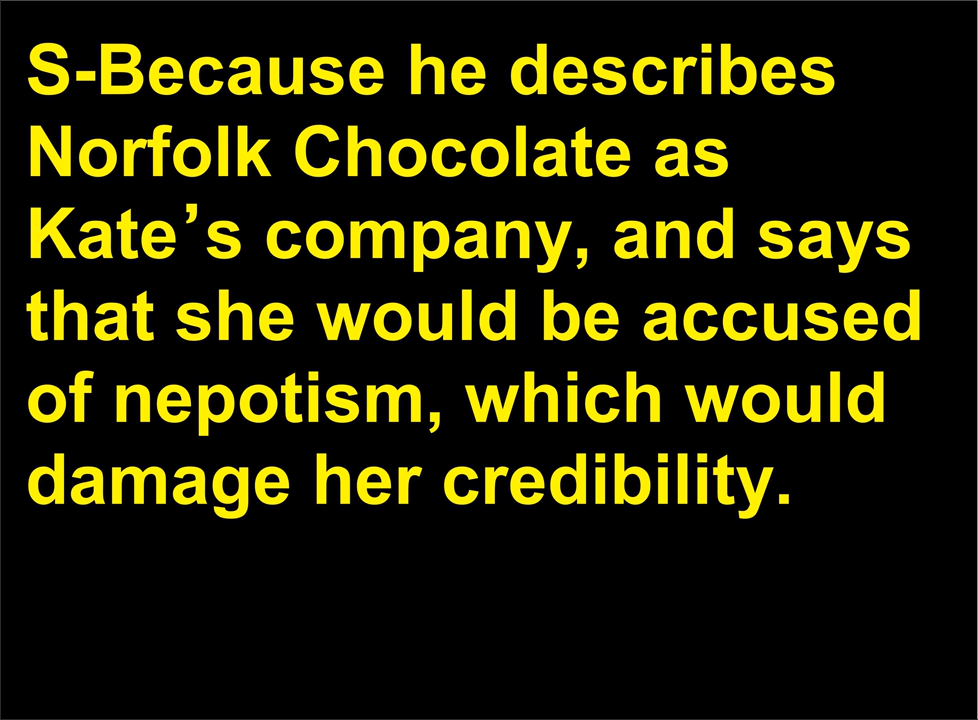 S-Because he describes
Norfolk Chocolate as
Kate’s company, and says
that she would be accused
of nepotism, which would
damage her credibility.